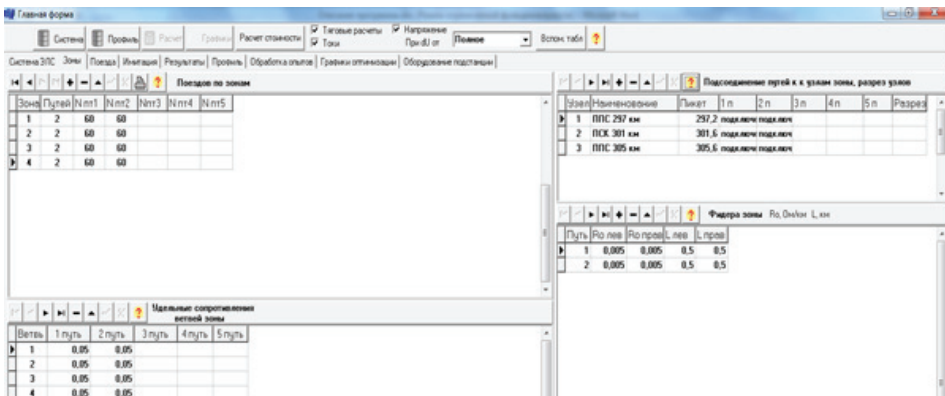 Главная форма
Система Профиль Расчет Графики Расчет стоимости Тяговые расчеты Токи Напряжение При dU от Полное Вспом. табл ?
Система ЭПС Зоны Поезда Имитация Результаты Профиль Обработка опытов Графики оптимизации Оборудование подстанции
Поездов по зонам
Зона Путей Nпт1 Nпт2 Nпт3 Nпт4 Nпт5
1 2 60 60
2 2 60 60
3 2 60 60
4 2 60 60
Удельные сопротивления ветвей зоны
Ветвь 1 путь 2 путь 3 путь 4 путь 5 путь
1 0,05 0,05
2 0,05 0,05
3 0,05 0,05
4 0,05 0,05
Подсоединение путей к к узлам зоны, разрез узлов
Узел Наименование Пикет 1 п 2 п 3 п 4 п 5 п Разрез
1 ППС 297 км 297,2 подключ подключ
2 ПСК 301 км 301,6 подключ подключ
3 ППС 305 км 305,6 подключ подключ
Фидера зоны Ro, Ом/км L, км
Путь Ro лев Ro прав L лев L прав
1 0,005 0,005 0,5 0,5
2 0,005 0,005 0,5 0,5